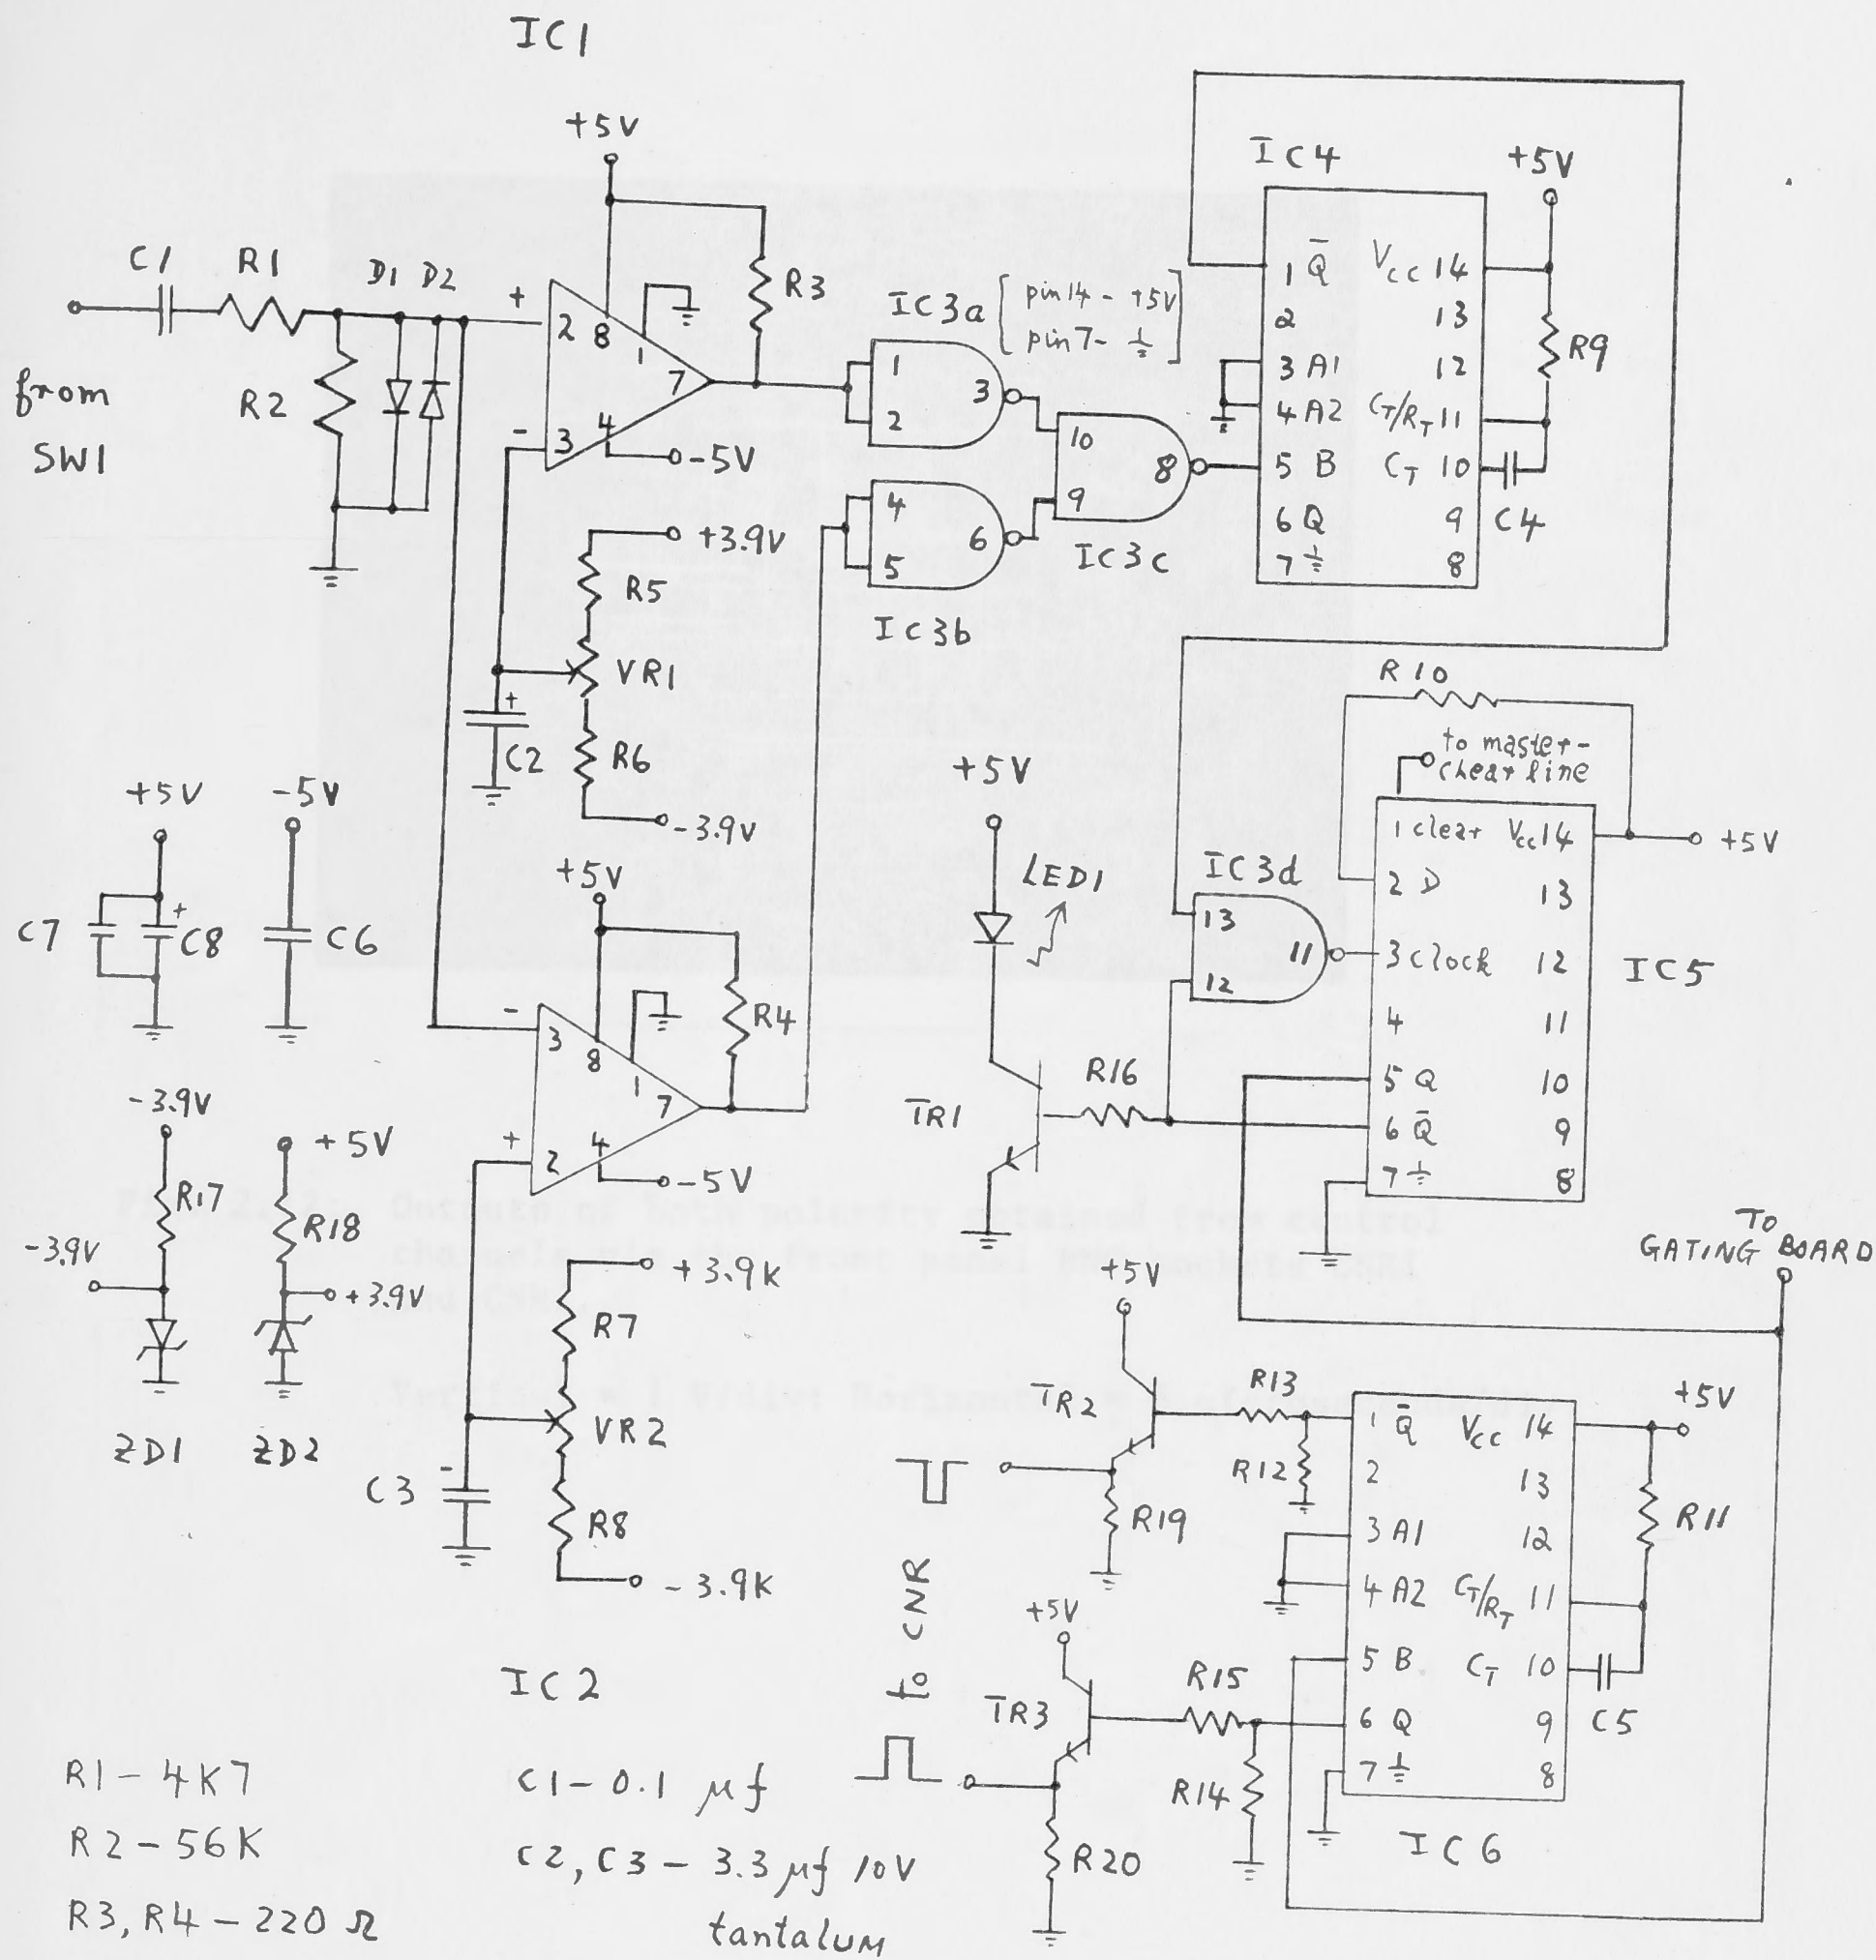 IC1
+5V
IC4
+5V
C1
R1
D1 D2
+
2
8
1
7
4
3
-
R3
-5V
from
SW1
R2
IC3a
pin 14 - +5V
pin 7 -
1
2
3
4
5
6
IC3b
10
9
8
IC3c
1 Q̅
2
3 A1
4 A2
5 B
6 Q
7
VCC 14
13
12
CT/RT 11
CT 10
9
8
R9
C4
+3.9V
R5
VR1
R6
-3.9V
+
C2
+5V
-5V
C7
+
C8
C6
R10
to master-
clear line
+5V
LED1
IC3d
13
12
11
1 clear
2 D
3 clock
4
5 Q
6 Q̅
7
Vcc 14
13
12
11
10
9
8
+5V
IC5
+5V
-
3
8
1
7
4
2
+
R4
-5V
TR1
R16
-3.9V
R17
-3.9V
ZD1
+5V
R18
+3.9V
ZD2
TO
GATING BOARD
+3.9K
R7
VR2
R8
-3.9K
-
C3
+5V
TR2
R13
R12
R19
1 Q̅
2
3 A1
4 A2
5 B
6 Q
7
VCC 14
13
12
CT/RT 11
CT 10
9
8
+5V
R11
C5
to CNR
+5V
TR3
R15
R14
R20
IC6
IC2
R1 - 4K7
R2 - 56K
R3, R4 - 220 Ω
C1 - 0.1 μf
C2, C3 - 3.3 μf 10V
tantalum